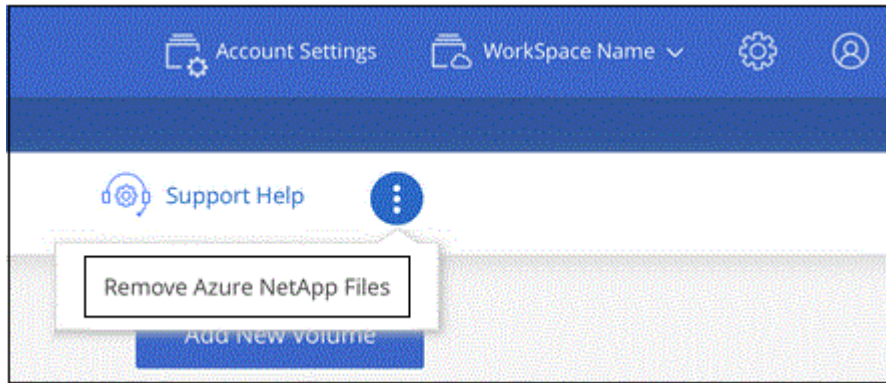 Account Settings WorkSpace Name
Support Help
Remove Azure NetApp Files
Add New Volume